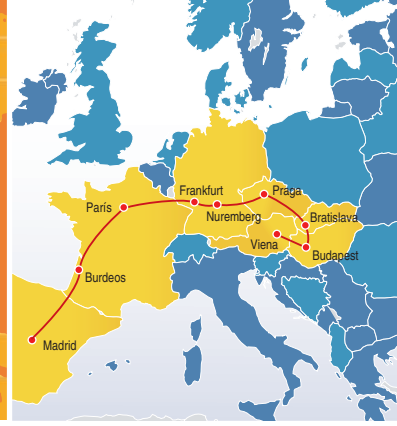 Frankfurt
Praga
París
Nuremberg
Bratislava
Viena
Budapest
Burdeos
Madrid